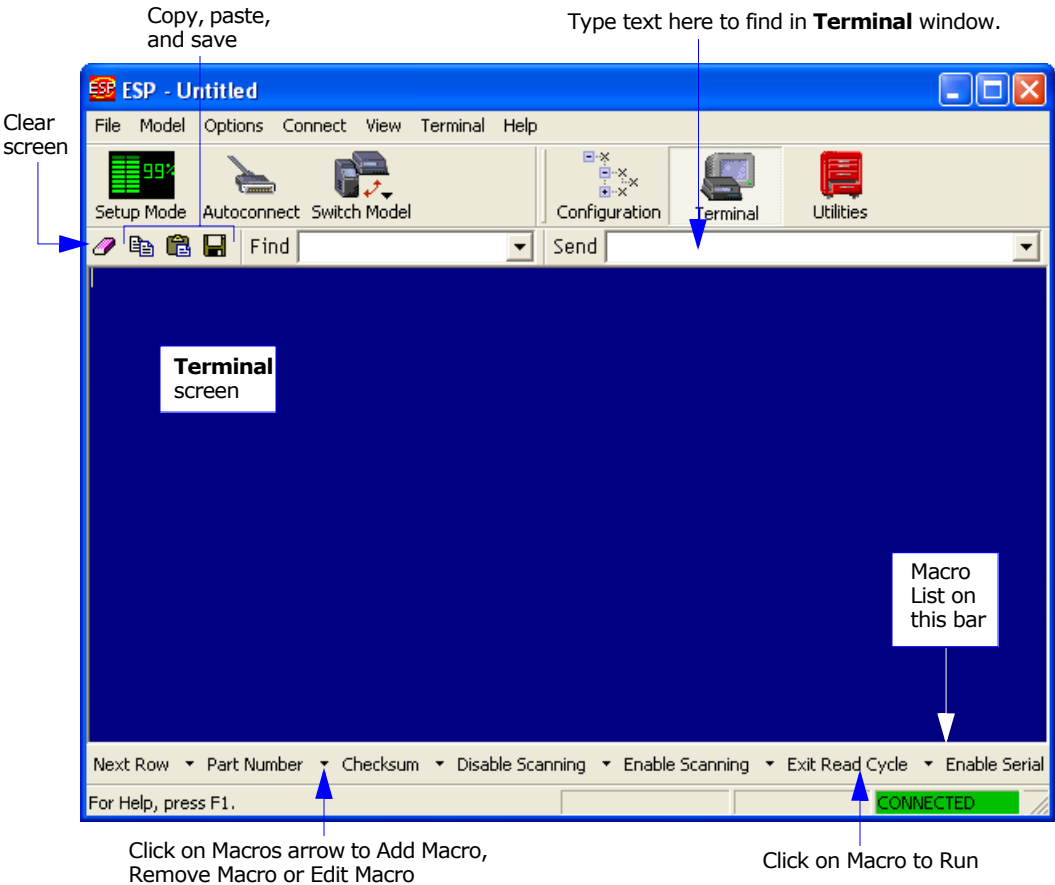 Copy, paste,
and save
Type text here to find in Terminal window.
ESP
ESP - Untitled
Clear
screen
File Model Options Connect View Terminal Help
99%
Setup Mode Autoconnect Switch Model Configuration Terminal Utilities
Find Send
Terminal
screen
Macro
List on
this bar
Next Row Part Number Checksum Disable Scanning Enable Scanning Exit Read Cycle Enable Serial
For Help, press F1. CONNECTED
Click on Macros arrow to Add Macro,
Remove Macro or Edit Macro
Click on Macro to Run